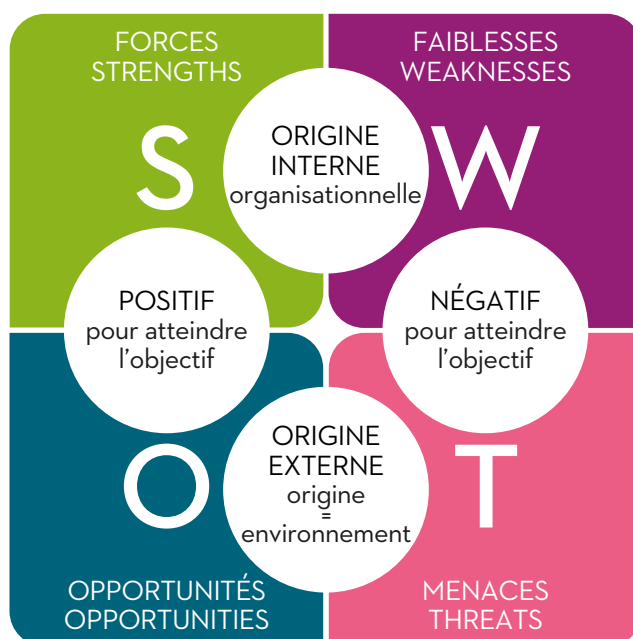 FORCES
STRENGTHS
FAIBLESSES
WEAKNESSES
S
ORIGINE
INTERNE
organisationnelle
W
POSITIF
pour atteindre
l’objectif
NÉGATIF
pour atteindre
l’objectif
O
ORIGINE
EXTERNE
origine
=
environnement
T
OPPORTUNITÉS
OPPORTUNITIES
MENACES
THREATS